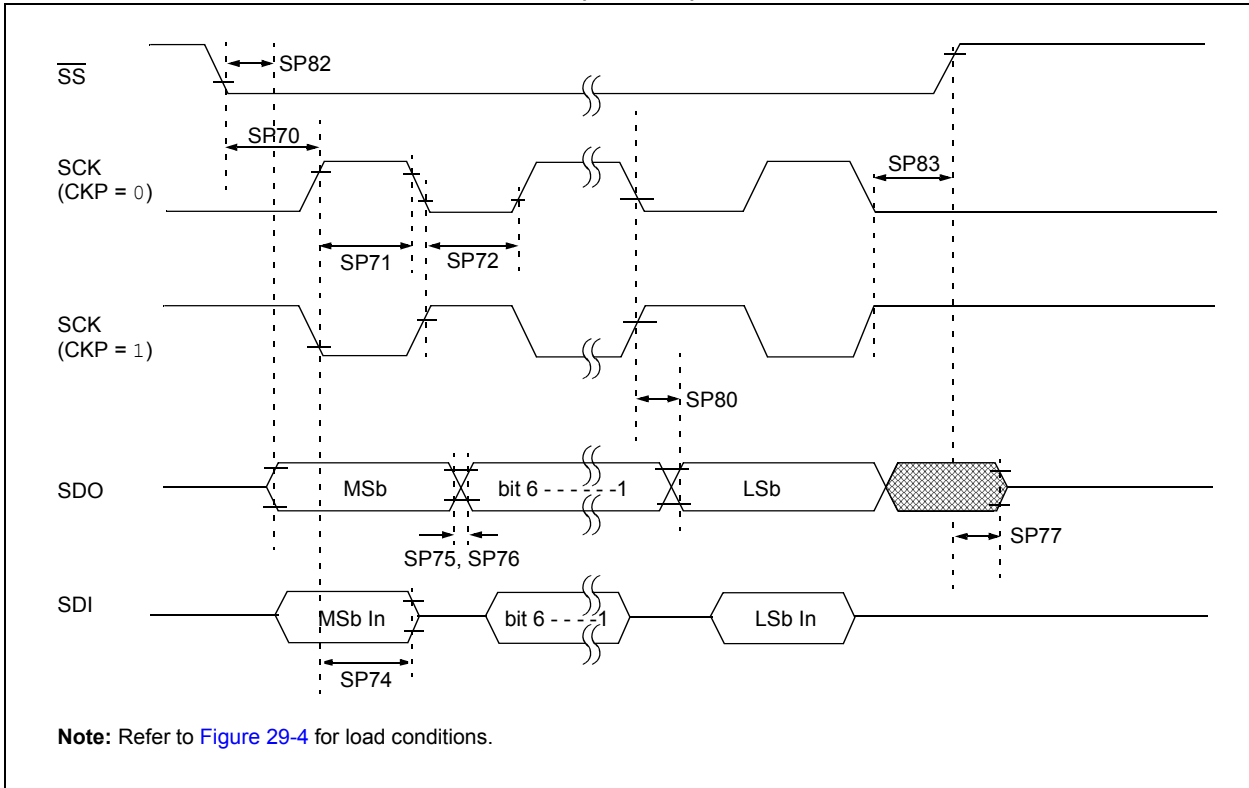 SS
SP82
SP70
SCK
(CKP = 0)
SP83
SP71
SP72
SCK
(CKP = 1)
SP80
SDO
MSb
bit 6 - - - - - -1
LSb
SP77
SP75, SP76
SDI
MSb In
bit 6 - - - -1
LSb In
SP74
Note: Refer to Figure 29-4 for load conditions.